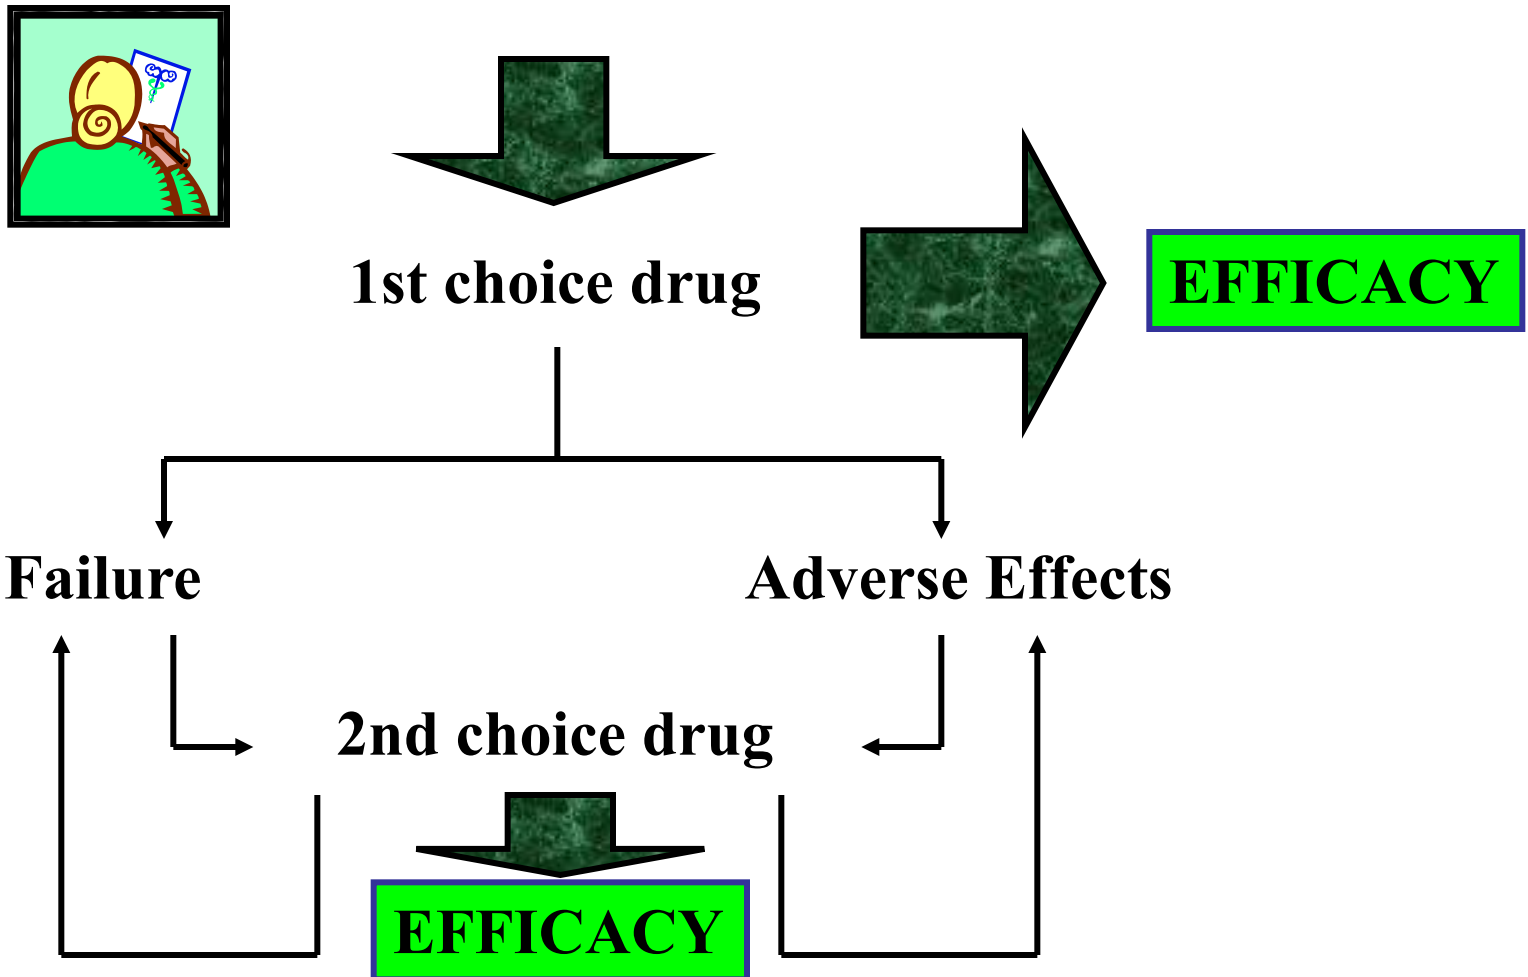 1st choice drug
EFFICACY
Failure
Adverse Effects
2nd choice drug
EFFICACY